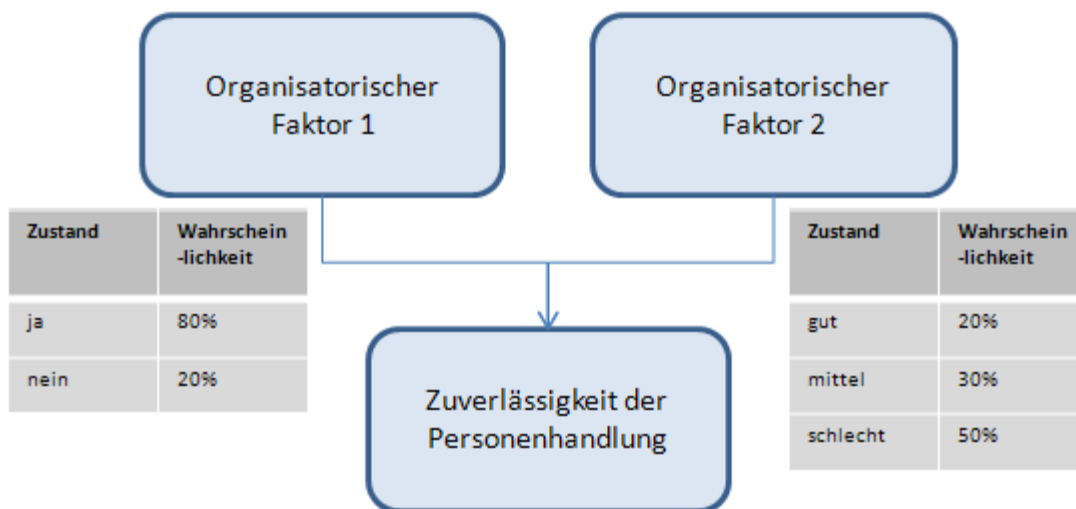 Organisatorischer
Faktor 1
Organisatorischer
Faktor 2
Zustand
Wahrschein
-lichkeit
ja
80%
nein
20%
Zustand
Wahrschein
-lichkeit
gut
20%
mittel
30%
schlecht
50%
Zuverlässigkeit der
Personenhandlung